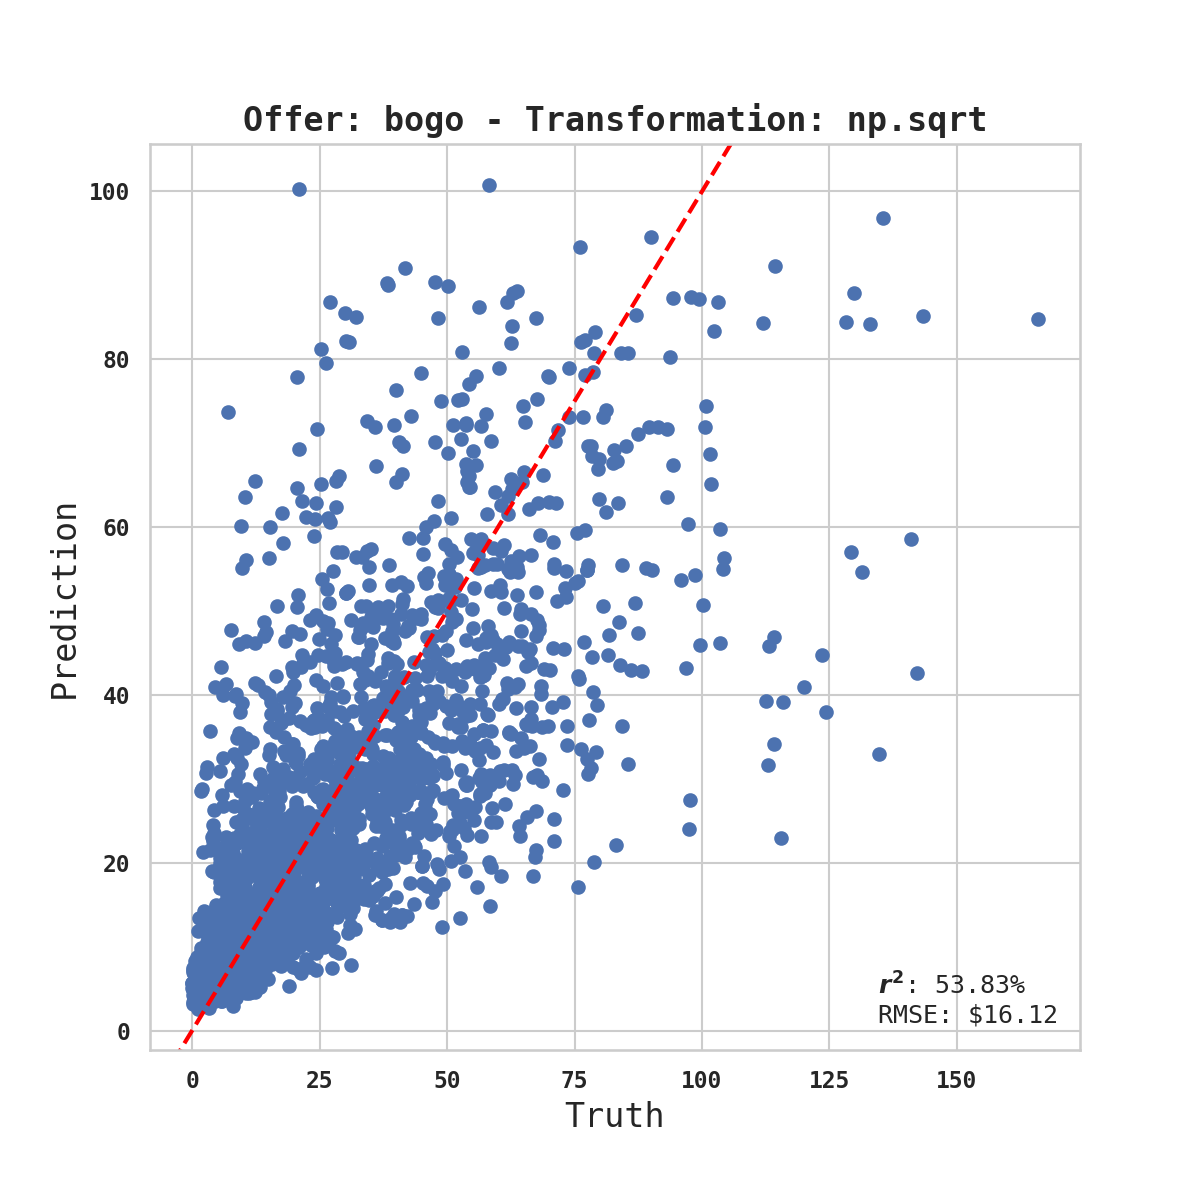 Offer: bogo - Transformation: np.sqrt
100
80
60
40
20
0
Prediction
r²: 53.83%
RMSE: $16.12
0 25 50 75 100 125 150
Truth